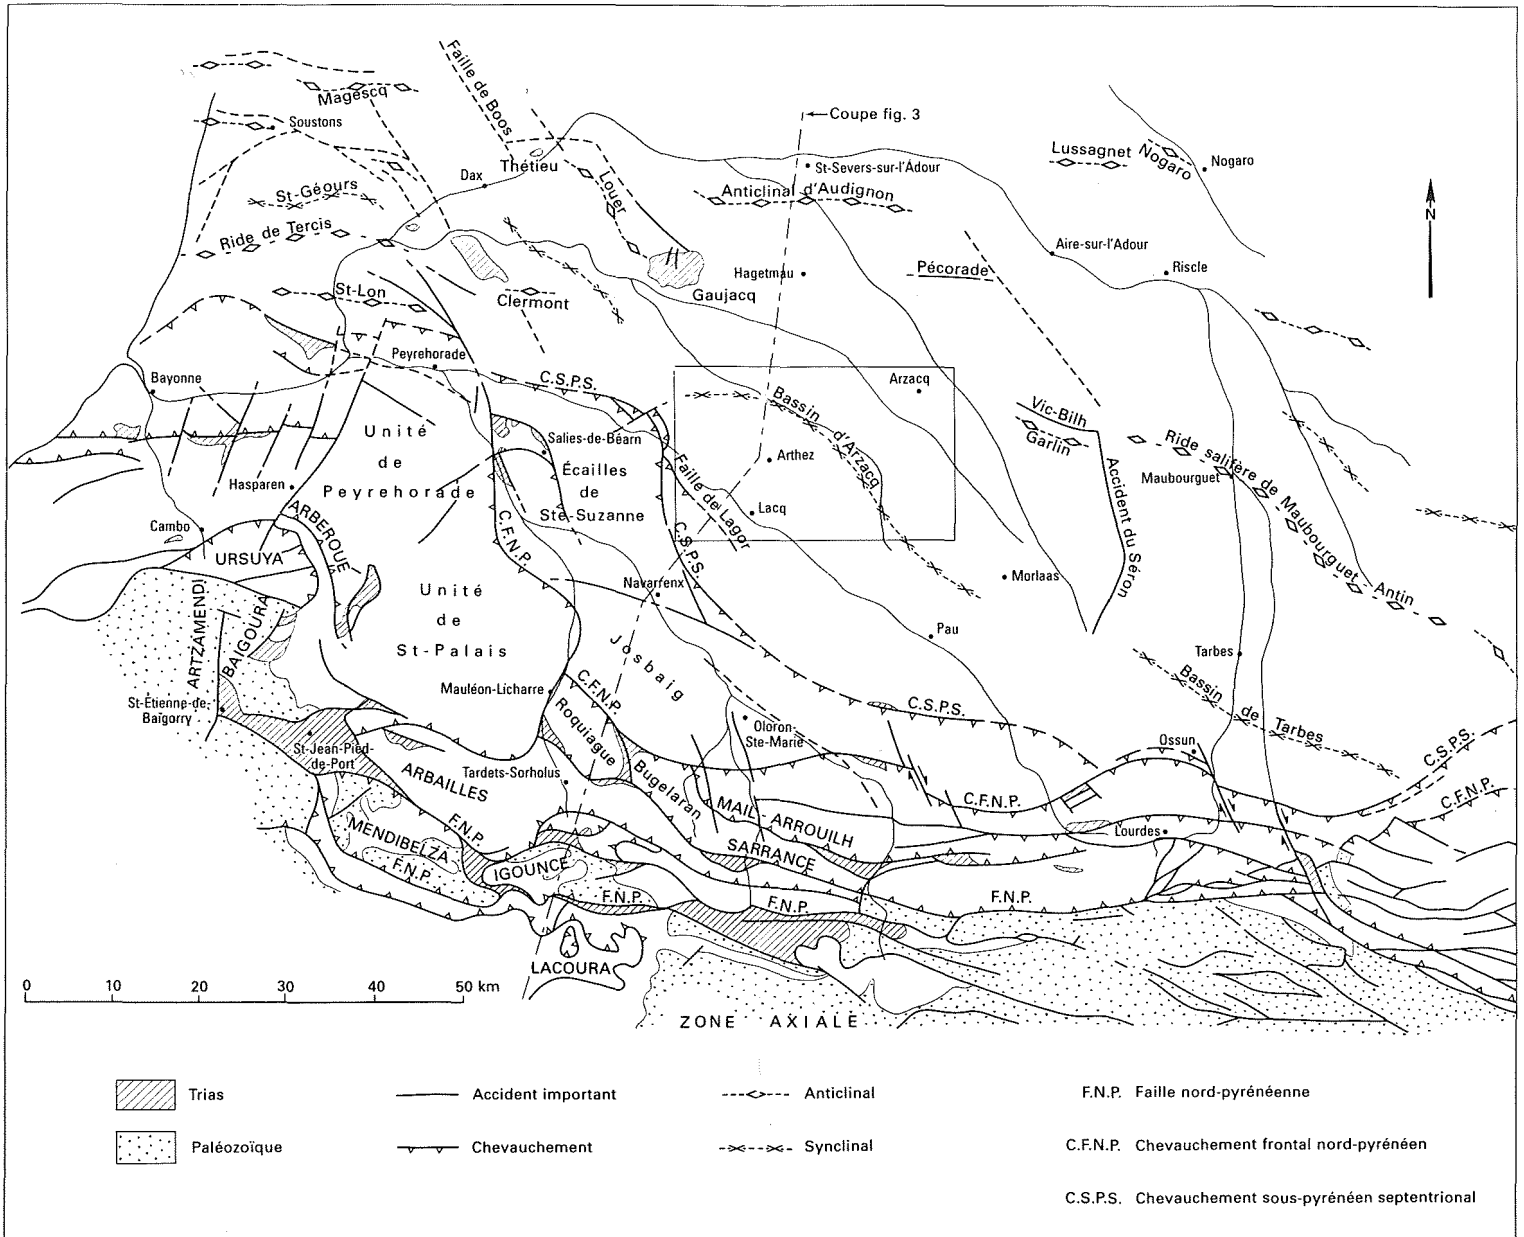 Faille de Boos
Magescq
Soustons
← Coupe fig. 3
Lussagnet
Nogaro
Nogaro
Thétieu
Dax
St-Severs-sur-l'Adour
St-Géours
Louer
Anticlinal d'Audignon
N
Ride de Tercis
Aire-sur-l'Adour
Riscle
Pécorade
Hagetmau
Gaujacq
St-Lon
Clermont
Peyrehorade
C.S.P.S.
Bayonne
Arzacq
Bassin d'Arzacq
Vic-Bilh
Garlin
Unité
de
Peyrehorade
Salies-de-Béarn
Écailles
de
Ste-Suzanne
Arthez
Ride salifère de Maubourguet
Maubourguet
Hasparen
Faille de Lagor
Lacq
Accident du Séron
ARBEROUE
Cambo
C.F.N.P.
C.S.P.S.
URSUYA
Navarrenx
Morlaas
Antin
Unité
de
St-Palais
ARTZAMENDI
BAIGOURA
Josbaig
Pau
Tarbes
Mauléon-Licharre
C.F.N.P.
Bassin de Tarbes
St-Étienne-de-
Baïgorry
Roquiague
C.S.P.S.
Oloron-
Ste-Marie
Ossun
C.S.P.S.
St-Jean-Pied-
de-Port
ARBAILLES
Tardets-Sorholus
Bugelaran
C.F.N.P.
C.F.N.P.
MAIL-ARROUILH
Lourdes
MENDIBELZA
F.N.P.
SARRANCE
F.N.P.
IGOUNCE
F.N.P.
F.N.P.
F.N.P.
LACOURA
0 10 20 30 40 50 km
ZONE AXIALE
Trias
Accident important
Anticlinal
F.N.P. Faille nord-pyrénéenne
Paléozoïque
Chevauchement
Synclinal
C.F.N.P. Chevauchement frontal nord-pyrénéen
C.S.P.S. Chevauchement sous-pyrénéen septentrional